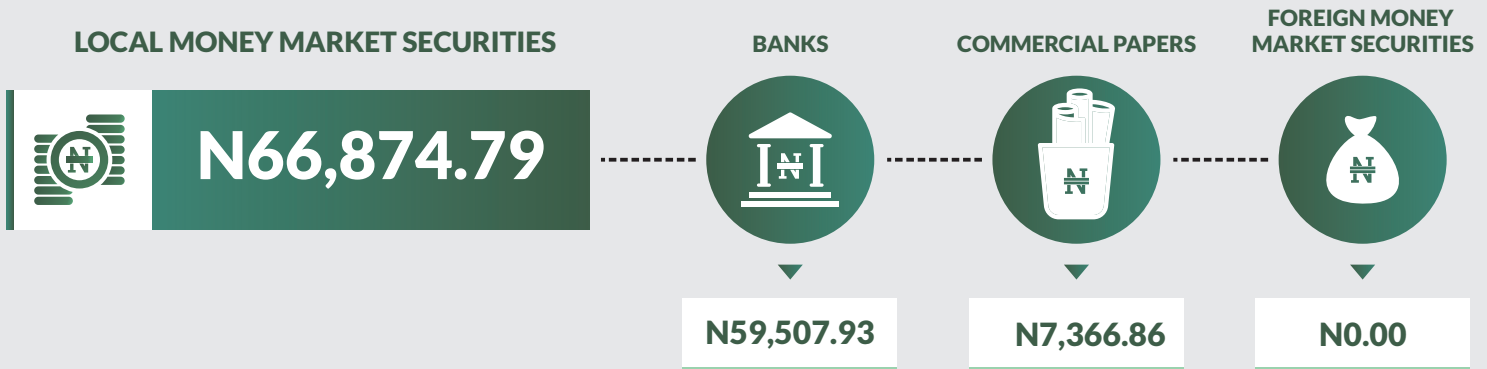 LOCAL MONEY MARKET SECURITIES
N66,874.79
BANKS
N59,507.93
COMMERCIAL PAPERS
N7,366.86
FOREIGN MONEY
MARKET SECURITIES
N0.00